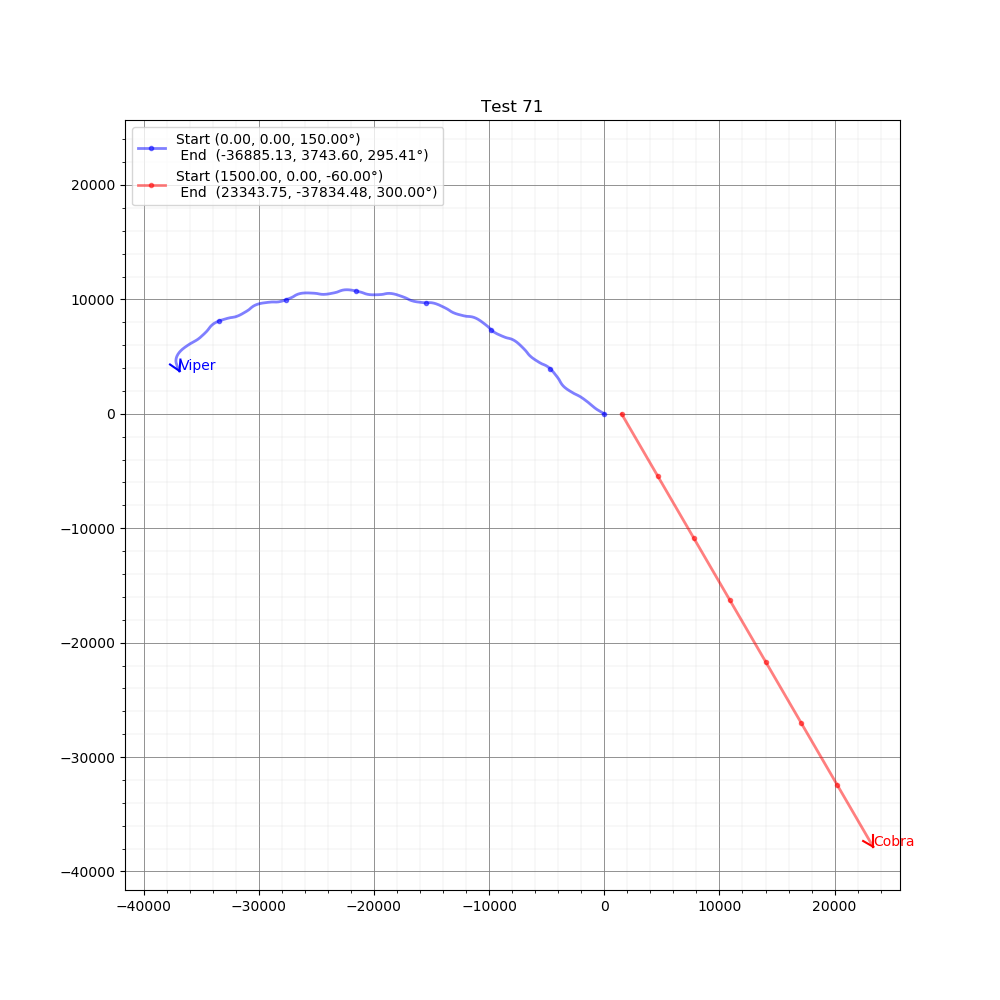 Test 71
Start (0.00, 0.00, 150.00°)
End (-36885.13, 3743.60, 295.41°)
Start (1500.00, 0.00, -60.00°)
End (23343.75, -37834.48, 300.00°)
20000
10000
0
−10000
−20000
−30000
−40000
Viper
Cobra
−40000 −30000 −20000 −10000 0 10000 20000